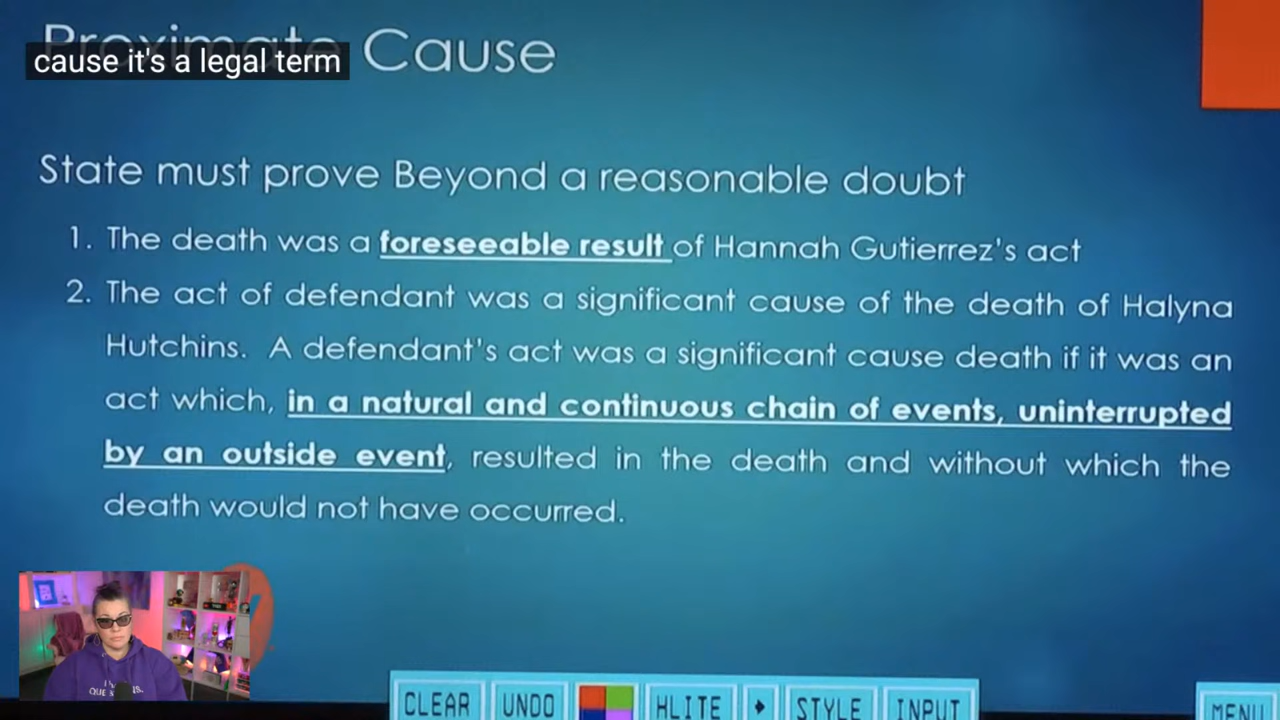 Proximate Cause
cause it's a legal term
State must prove Beyond a reasonable doubt
1. The death was a foreseeable result of Hannah Gutierrez's act
2. The act of defendant was a significant cause of the death of Halyna
Hutchins. A defendant's act was a significant cause death if it was an
act which, in a natural and continuous chain of events, uninterrupted
by an outside event, resulted in the death and without which the
death would not have occurred.
CLEAR UNDO HLITE STYLE INPUT MENU